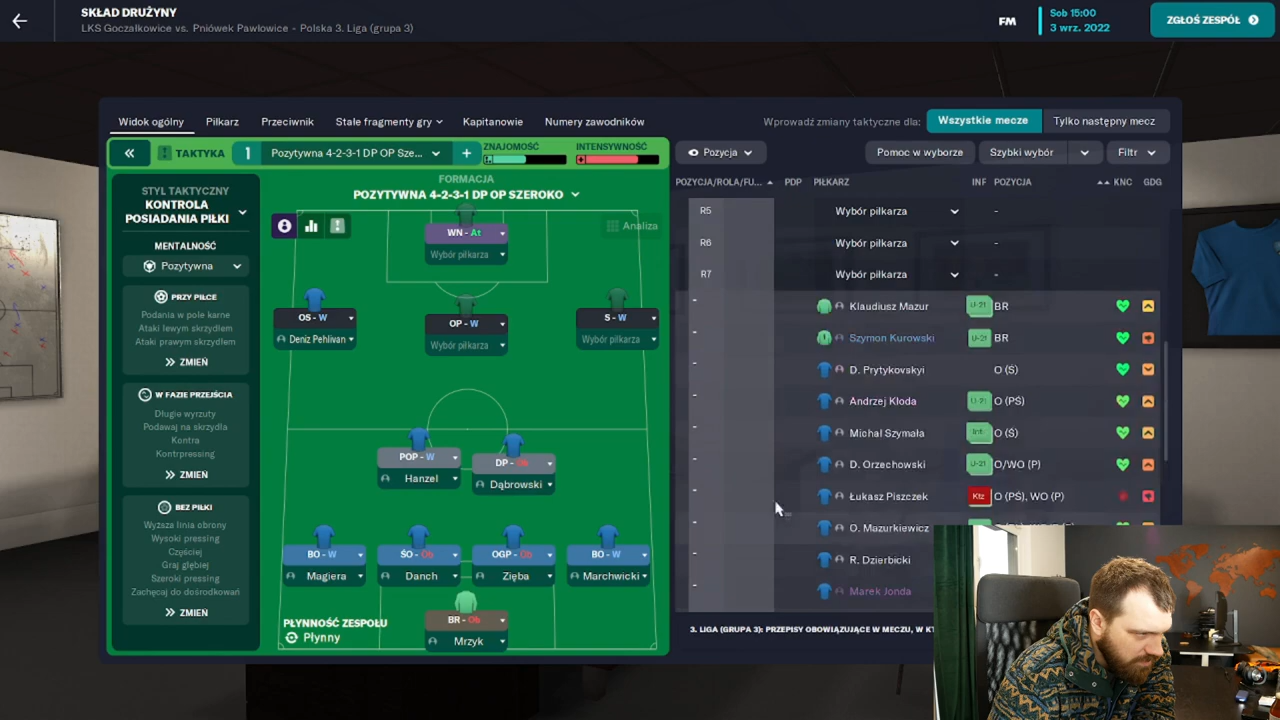 SKŁAD DRUŻYNY
LKS Goczałkowice vs. Pniówek Pawłowice - Polska 3. Liga (grupa 3)
FM
Sob 15:00
3 wrz. 2022
ZGŁOŚ ZESPÓŁ
Widok ogólny
Piłkarz
Przeciwnik
Stałe fragmenty gry
Kapitanowie
Numery zawodników
Wprowadź zmiany taktyczne dla:
Wszystkie mecze
Tylko następny mecz
TAKTYKA
1
Pozytywna 4-2-3-1 DP OP Sze...
ZNAJOMOŚĆ
INTENSYWNOŚĆ
Pozycja
Pomoc w wyborze
Szybki wybór
Filtr
STYL TAKTYCZNY
KONTROLA
POSIADANIA PIŁKI
MENTALNOŚĆ
Pozytywna
PRZY PIŁCE
Podania w pole karne
Ataki lewym skrzydłem
Ataki prawym skrzydłem
ZMIEŃ
W FAZIE PRZEJŚCIA
Długie wyrzuty
Podawaj na skrzydła
Kontra
Kontrpressing
ZMIEŃ
BEZ PIŁKI
Wyższa linia obrony
Wysoki pressing
Częściej
Graj głębiej
Szeroki pressing
Zachęcaj do dośrodkowań
ZMIEŃ
FORMACJA
POZYTYWNA 4-2-3-1 DP OP SZEROKO
Analiza
WN - At
Wybór piłkarza
OS - W
Deniz Pehlivan
OP - W
Wybór piłkarza
S - W
Wybór piłkarza
POP - W
Hanzel
DP - Ob
Dąbrowski
BO - W
Magiera
ŚO - Ob
Danch
OGP - Ob
Zięba
BO - W
Marchwicki
BR - Ob
Mrzyk
PŁYNNOŚĆ ZESPOŁU
Płynny
POZYCJA/ROLA/FU... PDP PIŁKARZ INF POZYCJA KNC GDG
R5 Wybór piłkarza -
R6 Wybór piłkarza -
R7 Wybór piłkarza -
- Klaudiusz Mazur U-21 BR
- Szymon Kurowski U-21 BR
- D. Prytykovskyi O (Ś)
- Andrzej Kłoda U-21 O (PŚ)
- Michał Szymała Inf- O (Ś)
- D. Orzechowski U-21 O/WO (P)
- Łukasz Piszczek Ktz O (PŚ), WO (P)
- O. Mazurkiewicz
- R. Dzierbicki
- Marek Jonda
3. LIGA (GRUPA 3): PRZEPISY OBOWIĄZUJĄCE W MECZU, W KT